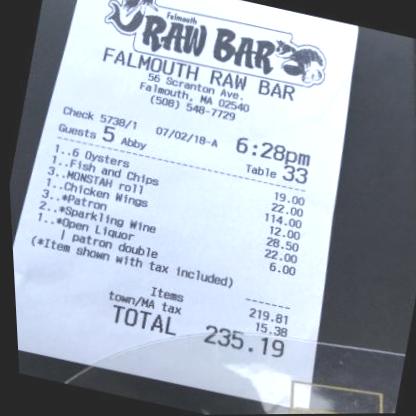 Falmouth
RAW BAR
FALMOUTH RAW BAR
56 Scranton Ave.
Falmouth, MA 02540
(508) 548-7729
Check 5738/1 07/02/18-A 6:28pm
Guests 5 Abby Table 33
1..6 Oysters 19.00
1..Fish and Chips 22.00
3..MONSTAH roll 114.00
1..Chicken Wings 12.00
3..*Patron 28.50
2..*Sparkling Wine 22.00
1..*Open Liquor 6.00
1 patron double
(*Item shown with tax included)
Items 219.81
town/MA tax 15.38
TOTAL 235.19